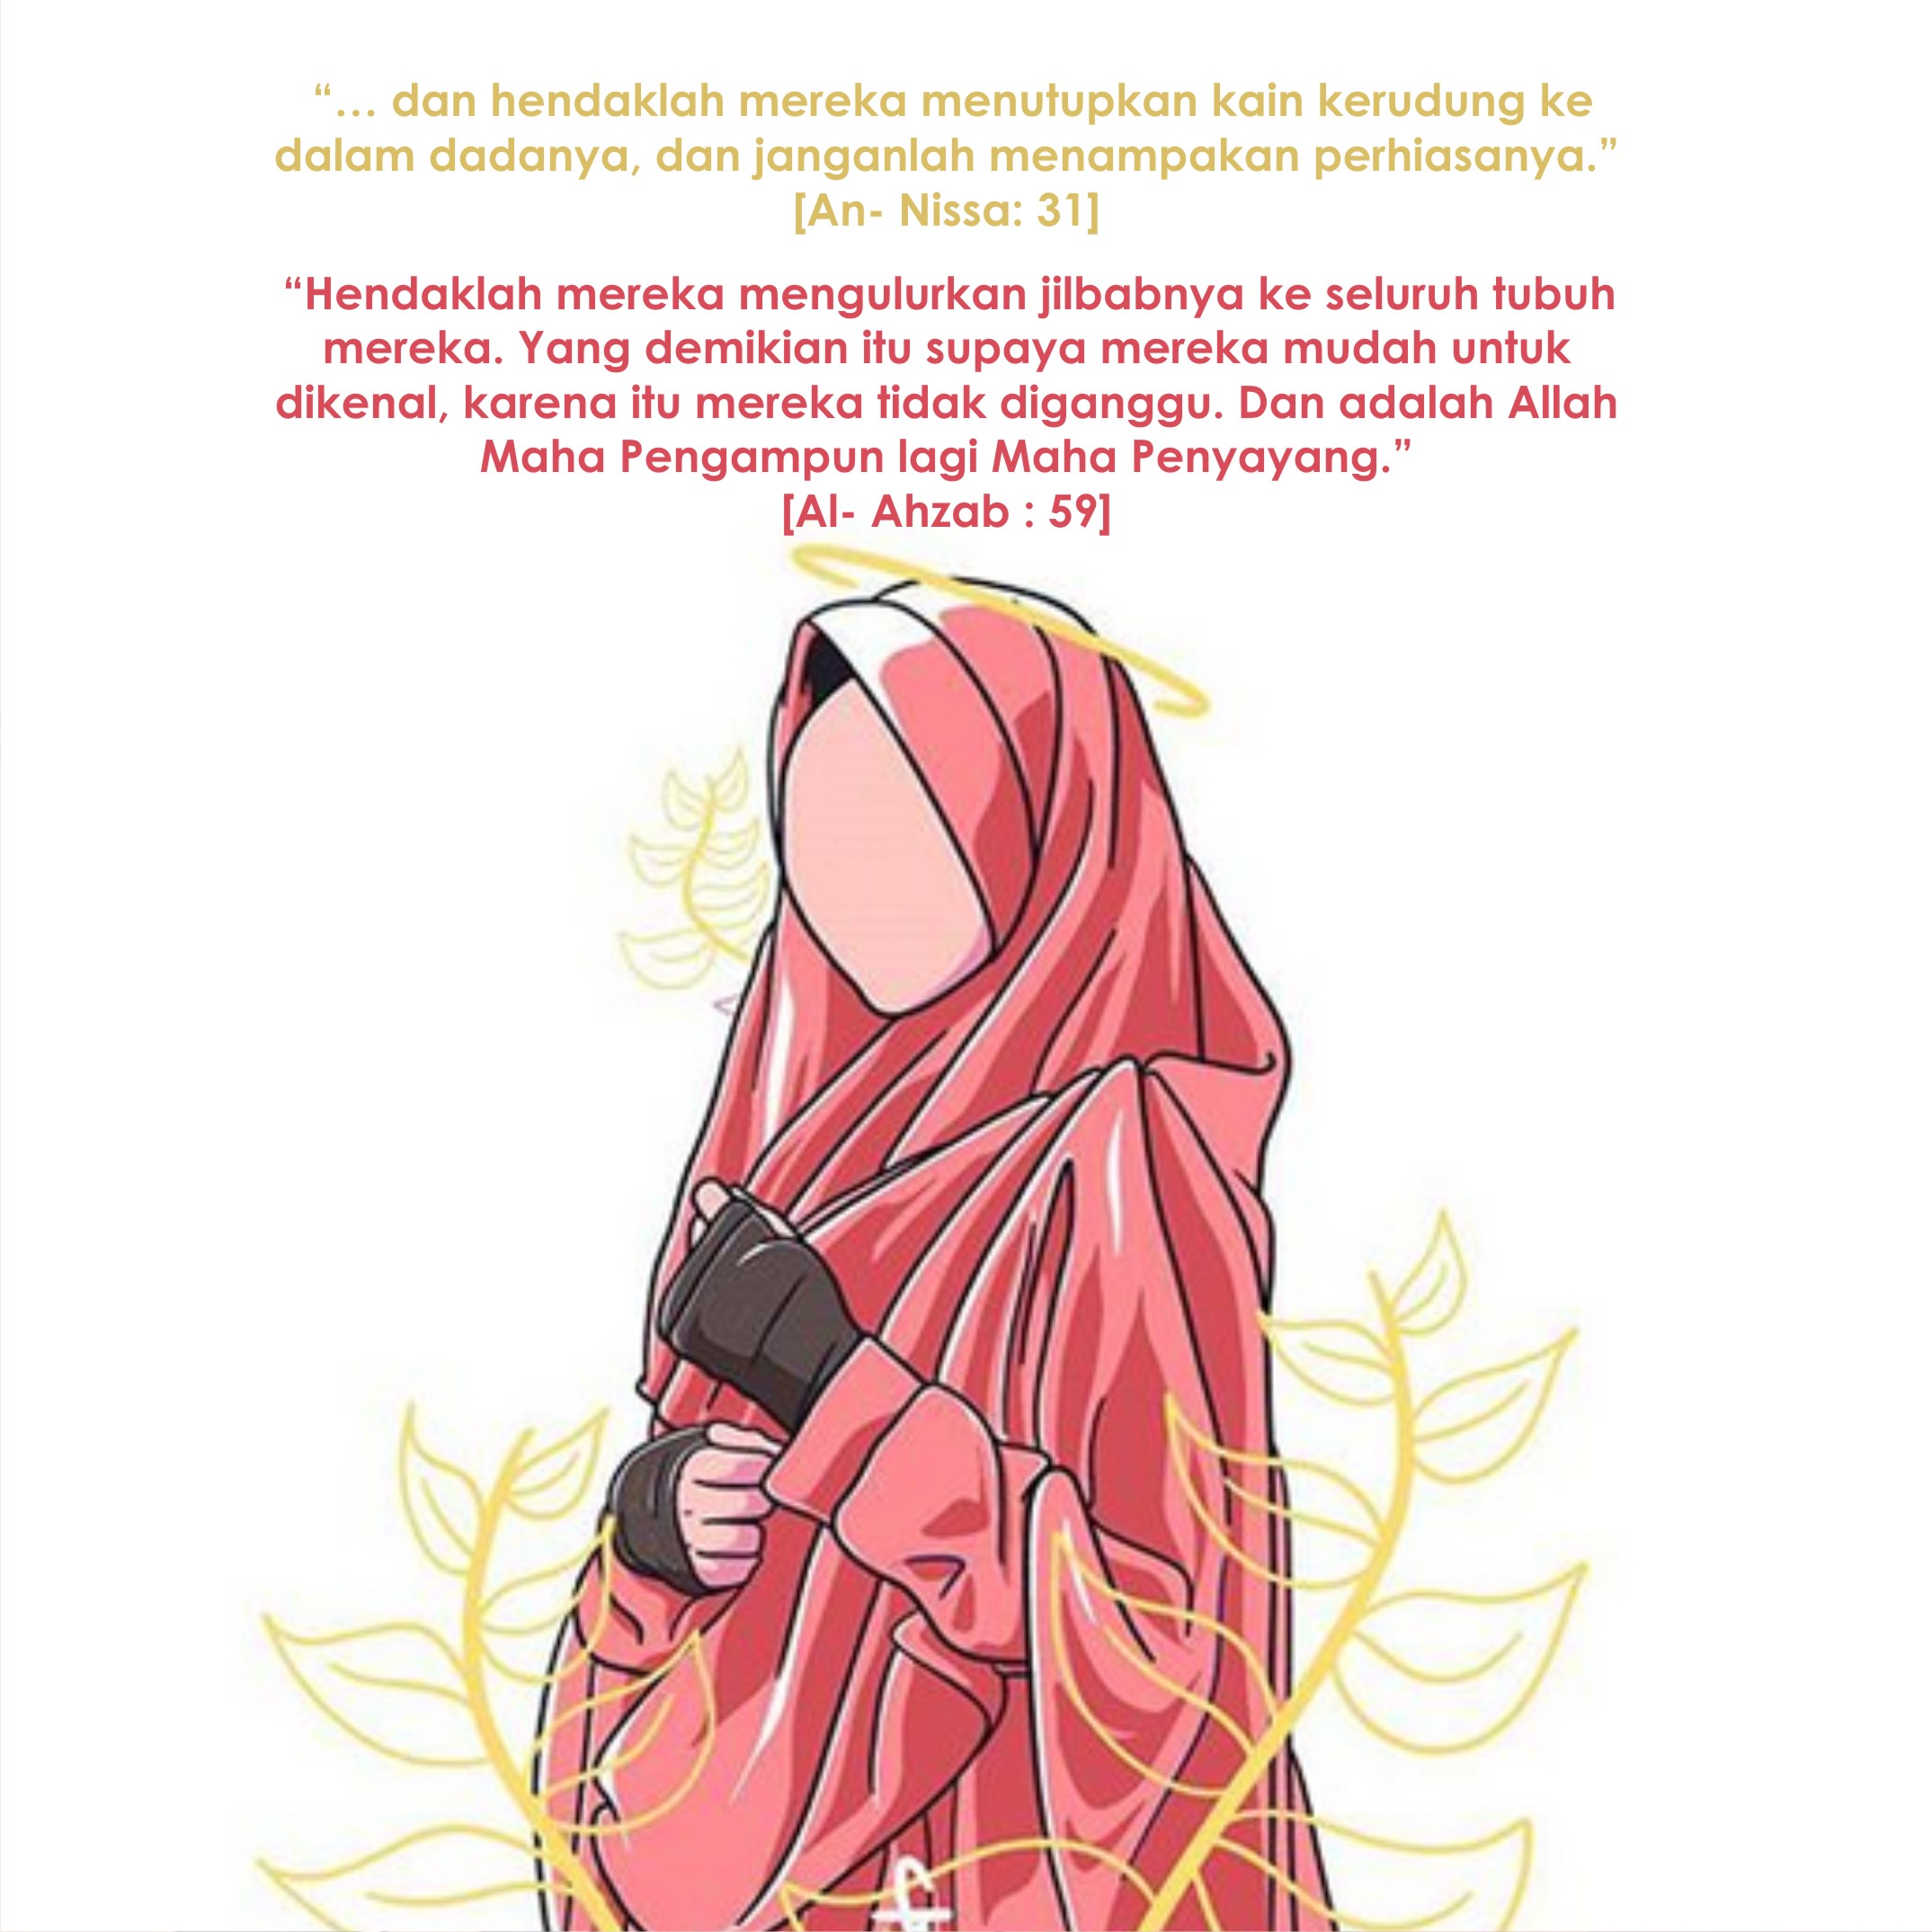 “... dan hendaklah mereka menutupkan kain kerudung ke
dalam dadanya, dan janganlah menampakan perhiasanya.”
[An- Nissa: 31]
“Hendaklah mereka mengulurkan jilbabnya ke seluruh tubuh
mereka. Yang demikian itu supaya mereka mudah untuk
dikenal, karena itu mereka tidak diganggu. Dan adalah Allah
Maha Pengampun lagi Maha Penyayang.”
[Al- Ahzab : 59]